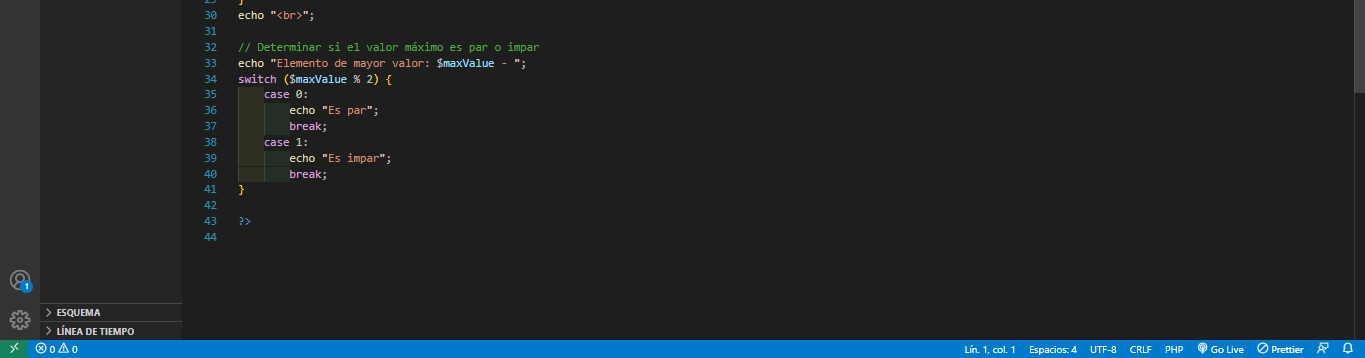 29 }
30 echo "<br>";
31
32 // Determinar si el valor máximo es par o impar
33 echo "Elemento de mayor valor: $maxValue - ";
34 switch ($maxValue % 2) {
35     case 0:
36         echo "Es par";
37         break;
38     case 1:
39         echo "Es impar";
40         break;
41 }
42
43 ?>
44
1
ESQUEMA
LÍNEA DE TIEMPO
0 0 Lín. 1, col. 1 Espacios: 4 UTF-8 CRLF PHP Go Live Prettier